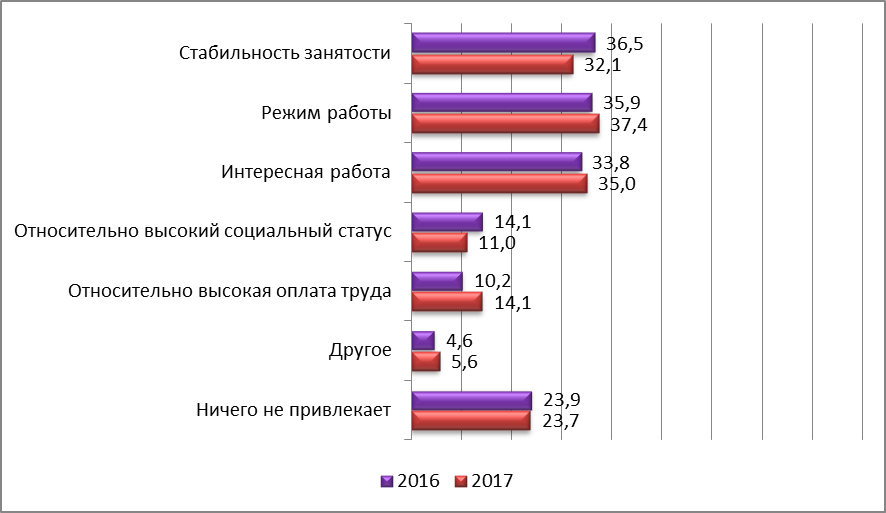 Стабильность занятости
36,5
32,1
Режим работы
35,9
37,4
Интересная работа
33,8
35,0
Относительно высокий социальный статус
14,1
11,0
Относительно высокая оплата труда
10,2
14,1
Другое
4,6
5,6
Ничего не привлекает
23,9
23,7
2016 2017